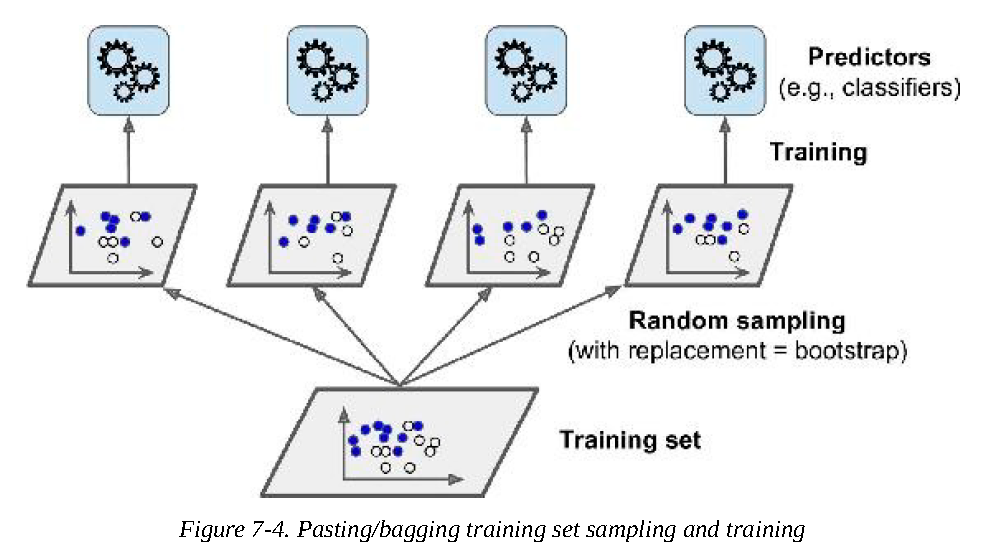 Predictors
(e.g., classifiers)
Training
Random sampling
(with replacement = bootstrap)
Training set
Figure 7-4. Pasting/bagging training set sampling and training